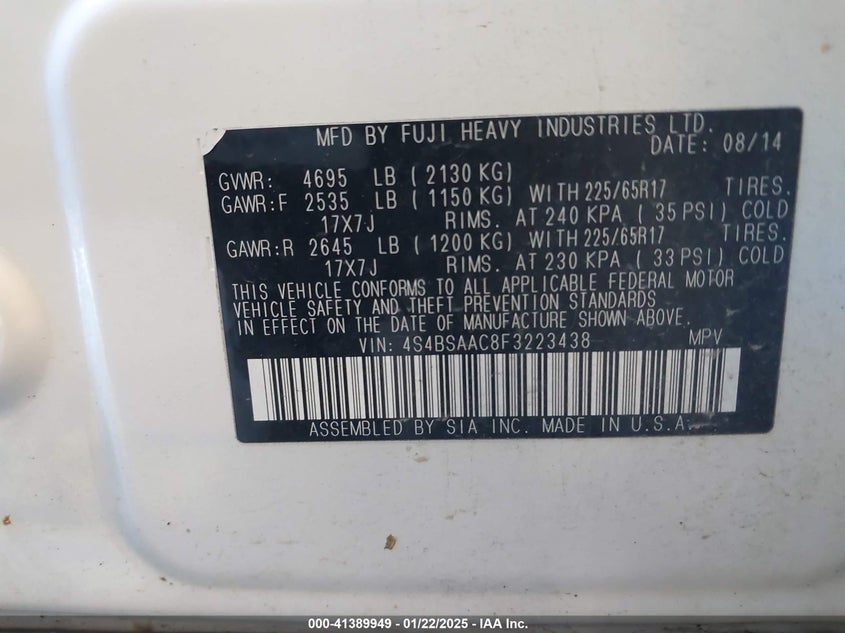 MFD BY FUJI HEAVY INDUSTRIES LTD.
DATE: 08/14
GVWR: 4695 LB ( 2130 KG)
GAWR:F 2535 LB ( 1150 KG) WITH 225/65R17 TIRES.
17X7J RIMS. AT 240 KPA ( 35 PSI) COLD
GAWR:R 2645 LB ( 1200 KG) WITH 225/65R17 TIRES.
17X7J RIMS. AT 230 KPA ( 33 PSI) COLD
THIS VEHICLE CONFORMS TO ALL APPLICABLE FEDERAL MOTOR
VEHICLE SAFETY AND THEFT PREVENTION STANDARDS
IN EFFECT ON THE DATE OF MANUFACTURE SHOWN ABOVE.
VIN: 4S4BSAAC8F3223438 MPV
ASSEMBLED BY SIA INC. MADE IN U.S.A.
000-41389949 - 01/22/2025 - IAA Inc.